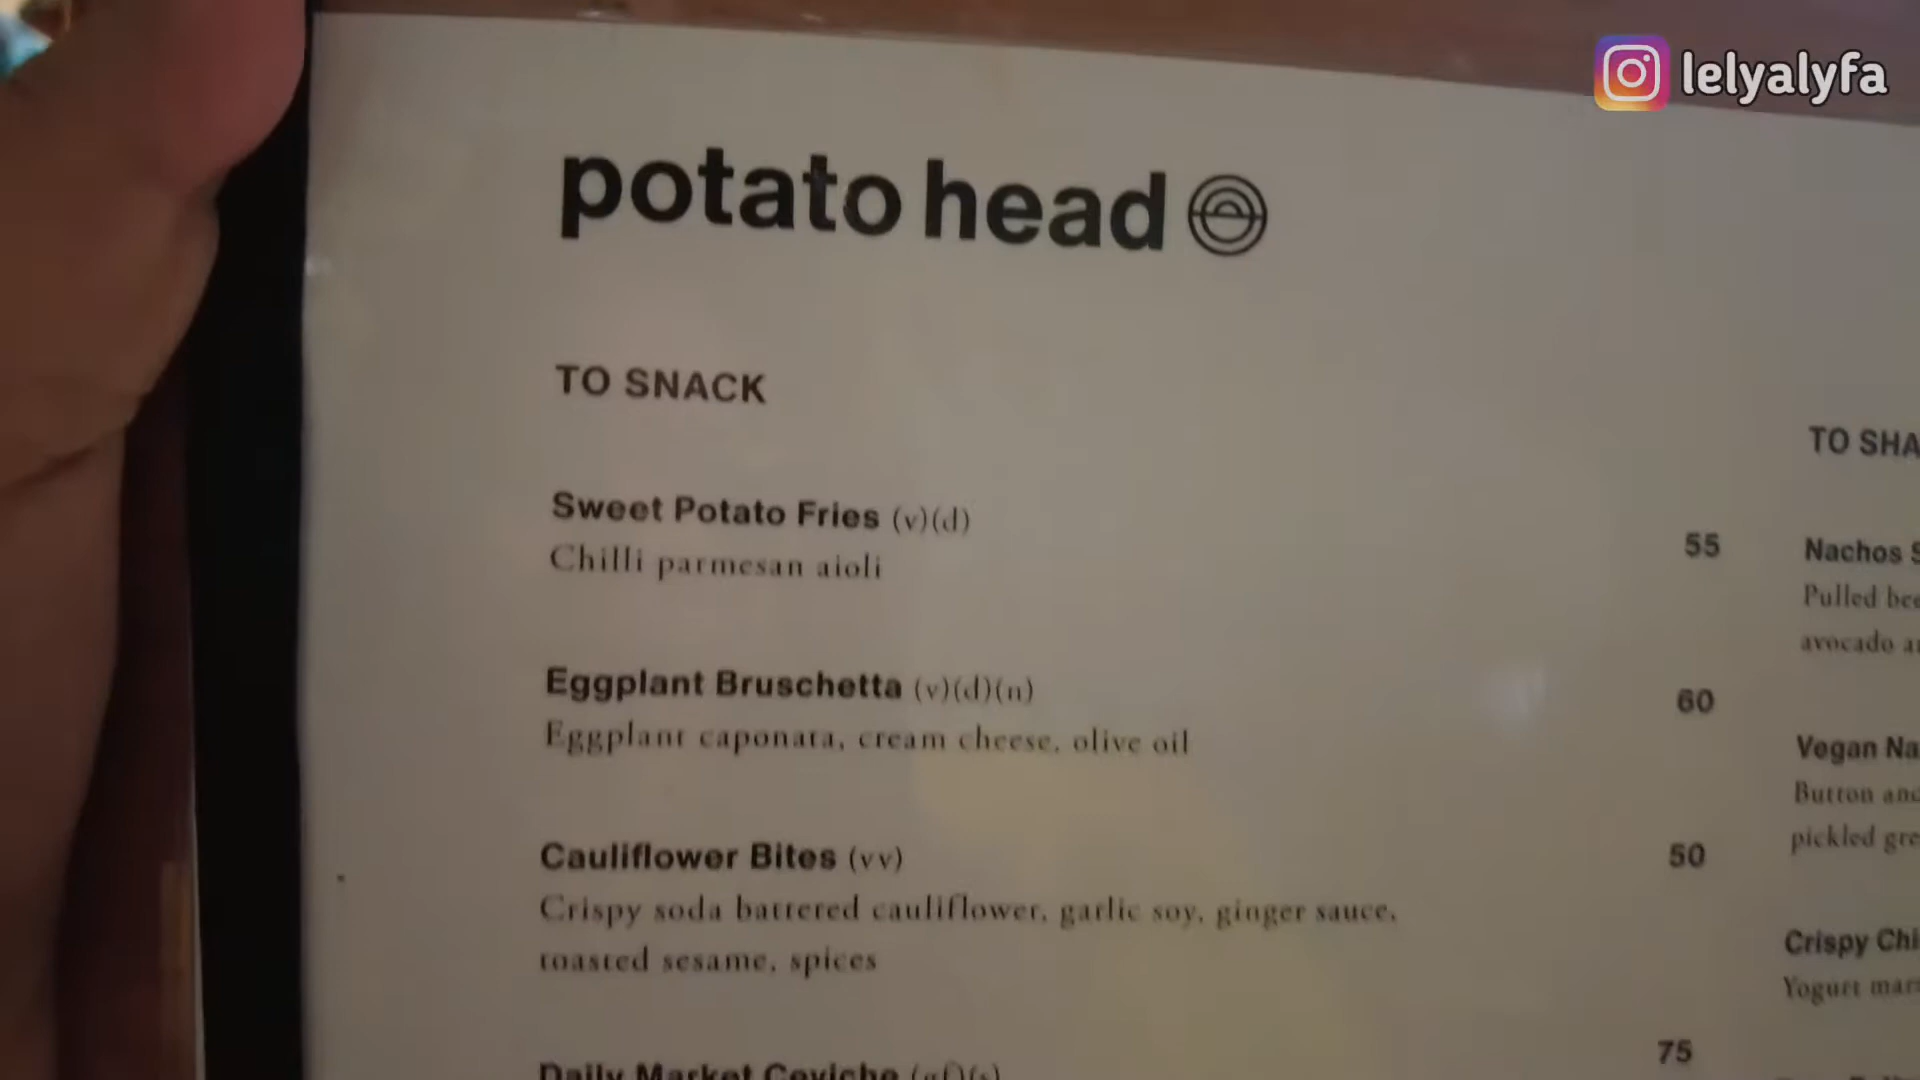 lelyalyfa
potato head
TO SNACK
Sweet Potato Fries (v)(d) 55
Chilli parmesan aioli
Eggplant Bruschetta (v)(d)(n) 60
Eggplant caponata, cream cheese, olive oil
Cauliflower Bites (vv) 50
Crispy soda battered cauliflower, garlic soy, ginger sauce,
toasted sesame, spices
Daily Market Ceviche (gf)(s) 75
TO SHA
Nachos S
Pulled bee
avocado a
Vegan Na
Button and
pickled gre
Crispy Chi
Yogurt mar